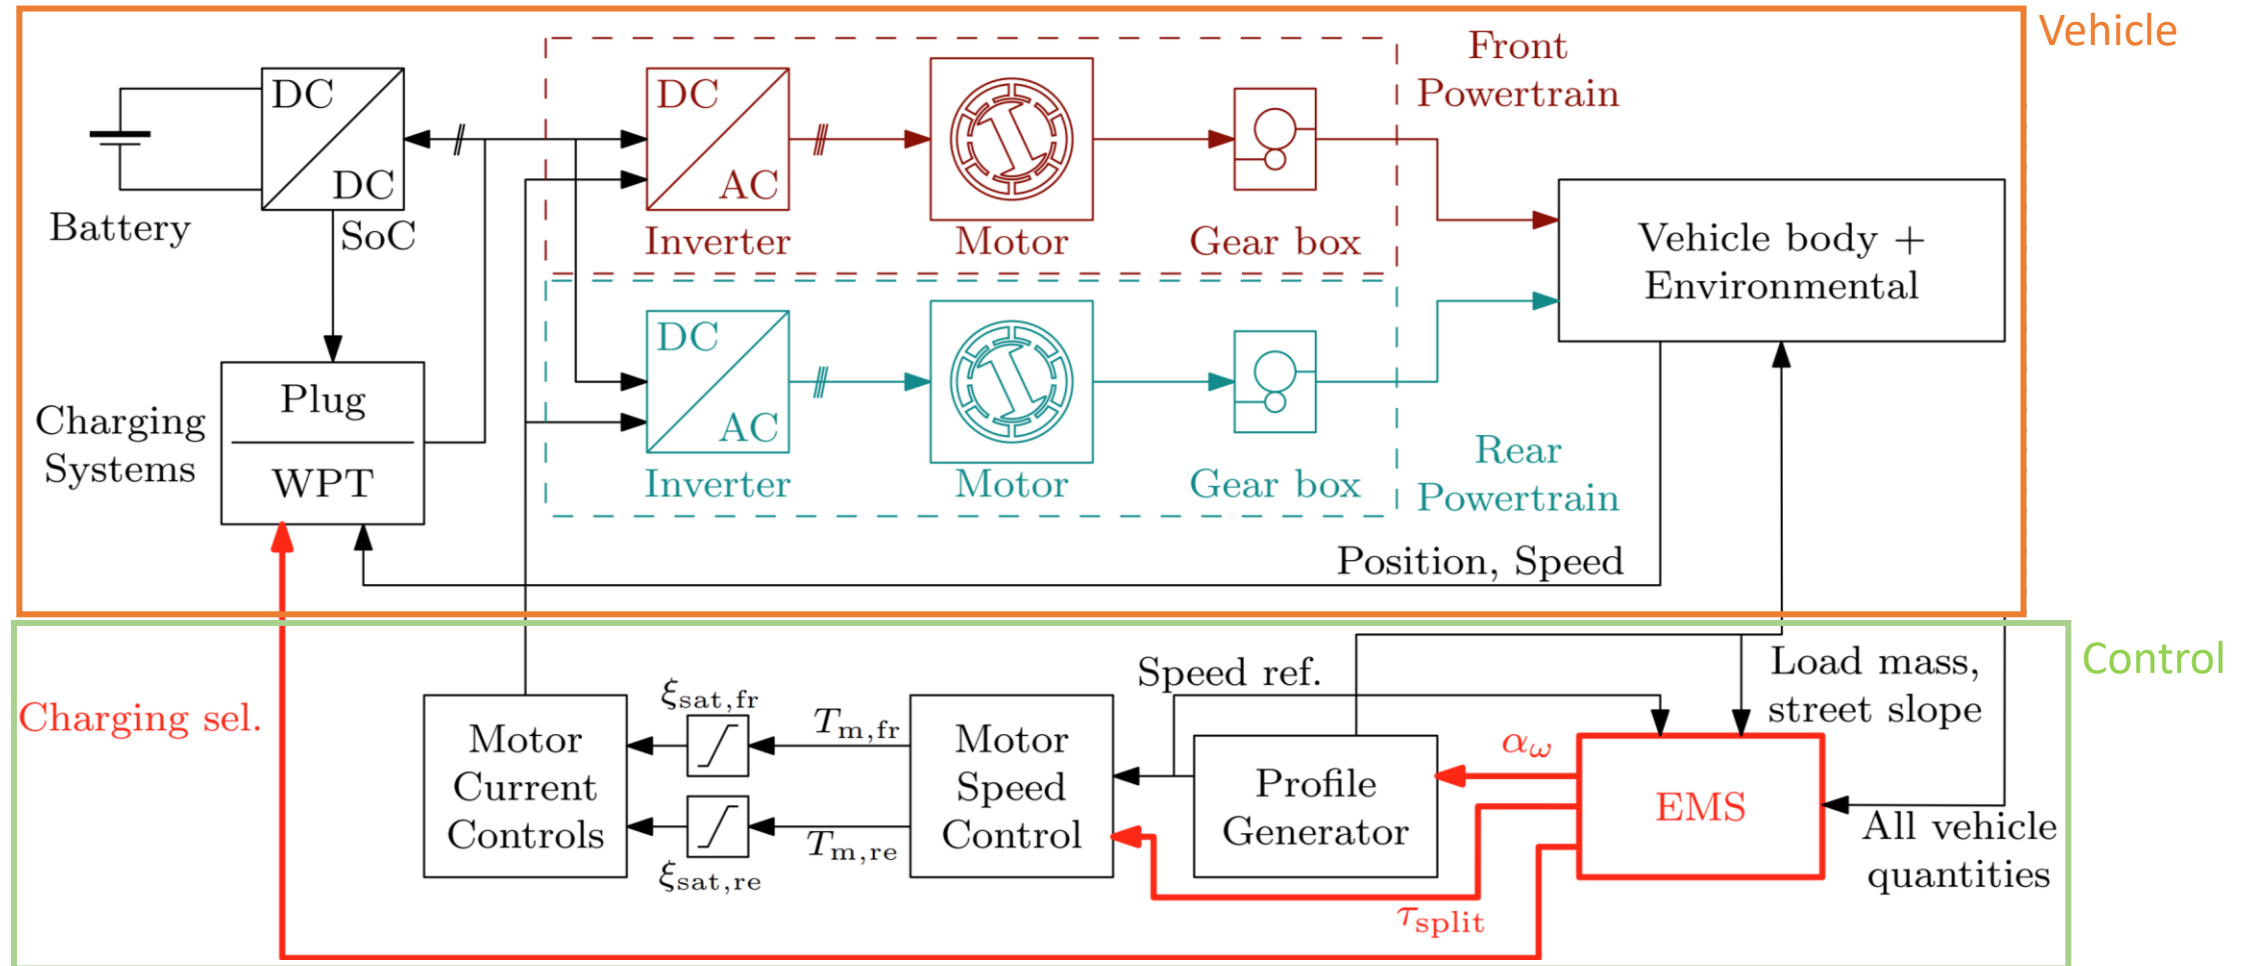 Vehicle
Front
Powertrain
DC
DC
Battery
SoC
DC
AC
Inverter
Motor
Gear box
Vehicle body +
Environmental
DC
AC
Inverter
Motor
Gear box
Rear
Powertrain
Charging
Systems
Plug
WPT
Position, Speed
Control
Charging sel.
Motor
Current
Controls
ξsat,fr
ξsat,re
Tm,fr
Tm,re
Motor
Speed
Control
Speed ref.
Profile
Generator
αω
τsplit
EMS
Load mass,
street slope
All vehicle
quantities